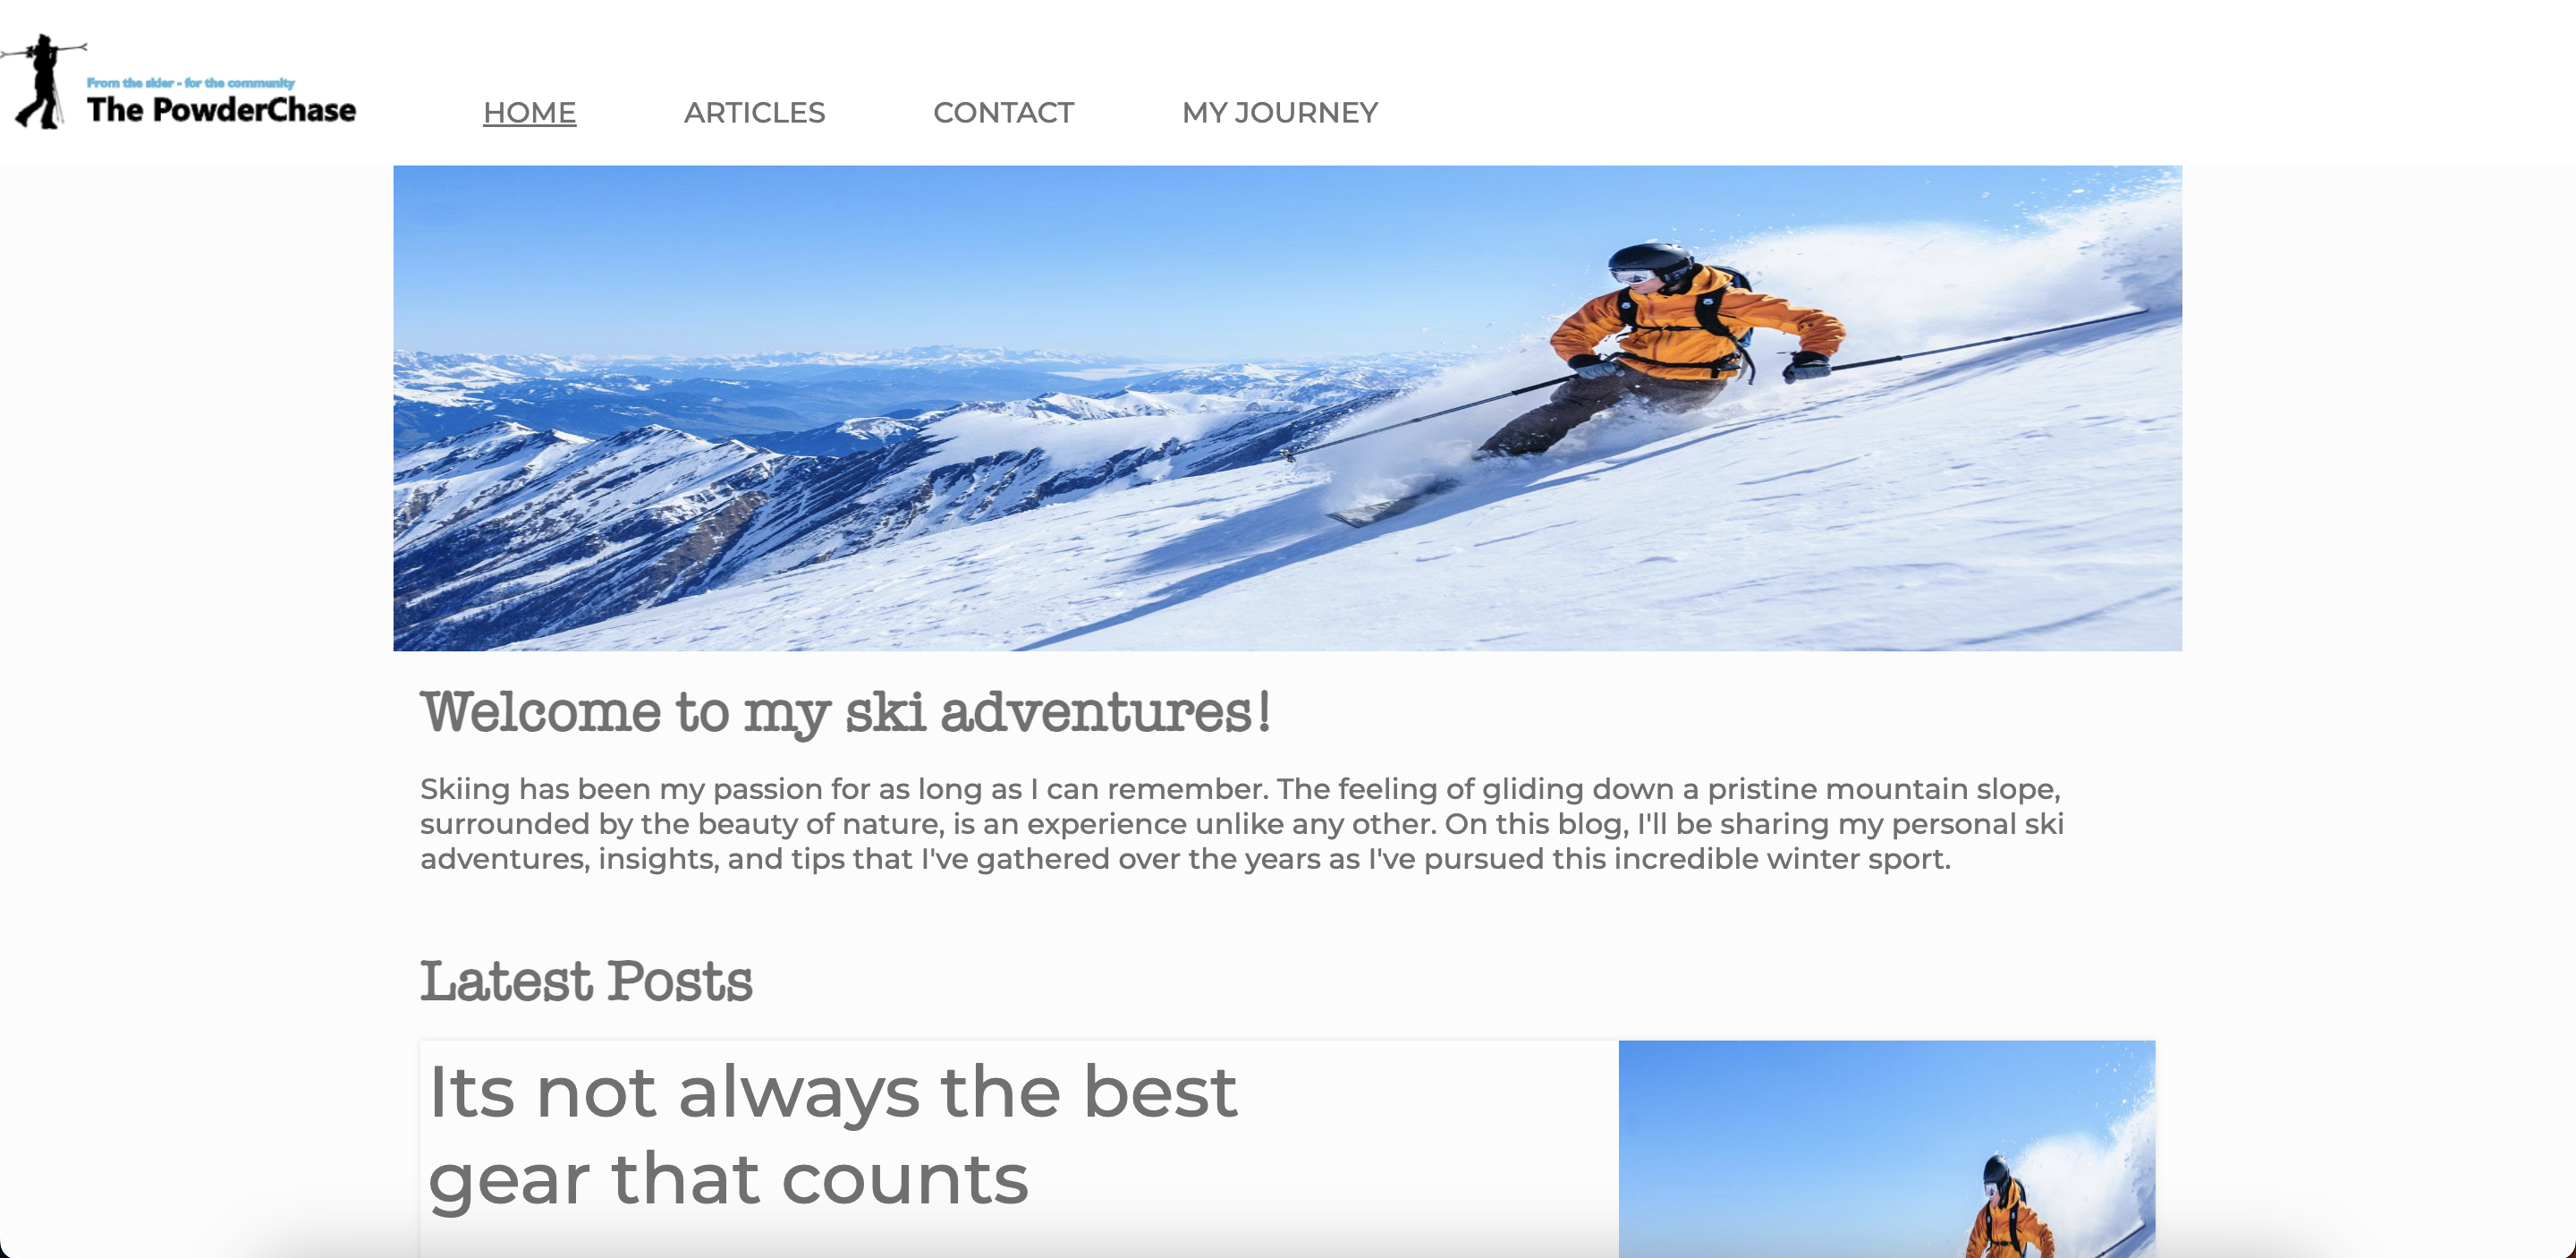 From the skier - for the community
The PowderChase
HOME
ARTICLES
CONTACT
MY JOURNEY
Welcome to my ski adventures!
Skiing has been my passion for as long as I can remember. The feeling of gliding down a pristine mountain slope,
surrounded by the beauty of nature, is an experience unlike any other. On this blog, I'll be sharing my personal ski
adventures, insights, and tips that I've gathered over the years as I've pursued this incredible winter sport.
Latest Posts
Its not always the best
gear that counts